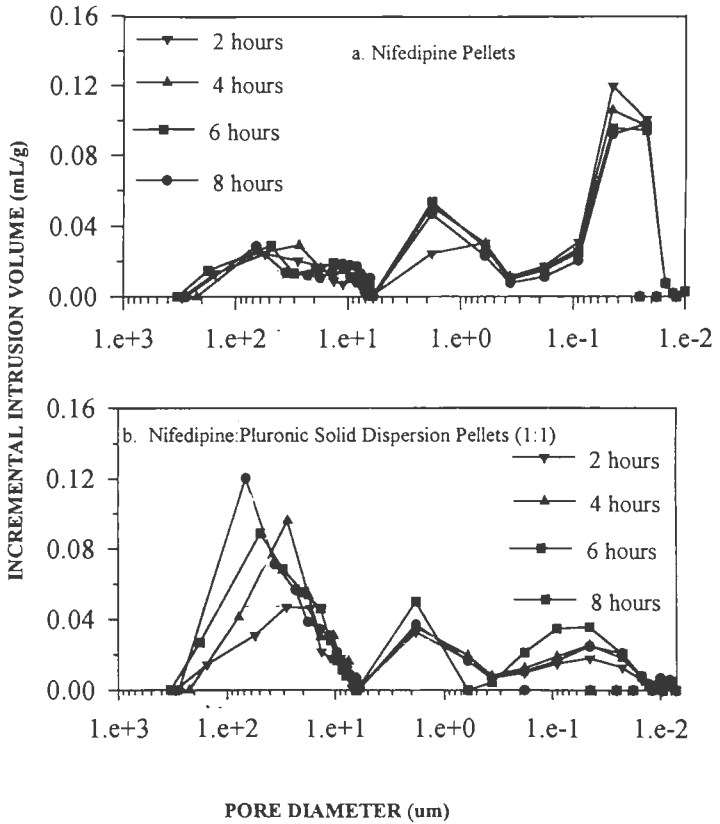 INCREMENTAL INTRUSION VOLUME (mL/g)
0.16
0.12
0.08
0.04
0.00
2 hours
4 hours
6 hours
8 hours
a. Nifedipine Pellets
1.e+3 1.e+2 1.e+1 1.e+0 1.e-1 1.e-2
0.16
0.12
0.08
0.04
0.00
b. Nifedipine:Pluronic Solid Dispersion Pellets (1:1)
2 hours
4 hours
6 hours
8 hours
1.e+3 1.e+2 1.e+1 1.e+0 1.e-1 1.e-2
PORE DIAMETER (um)